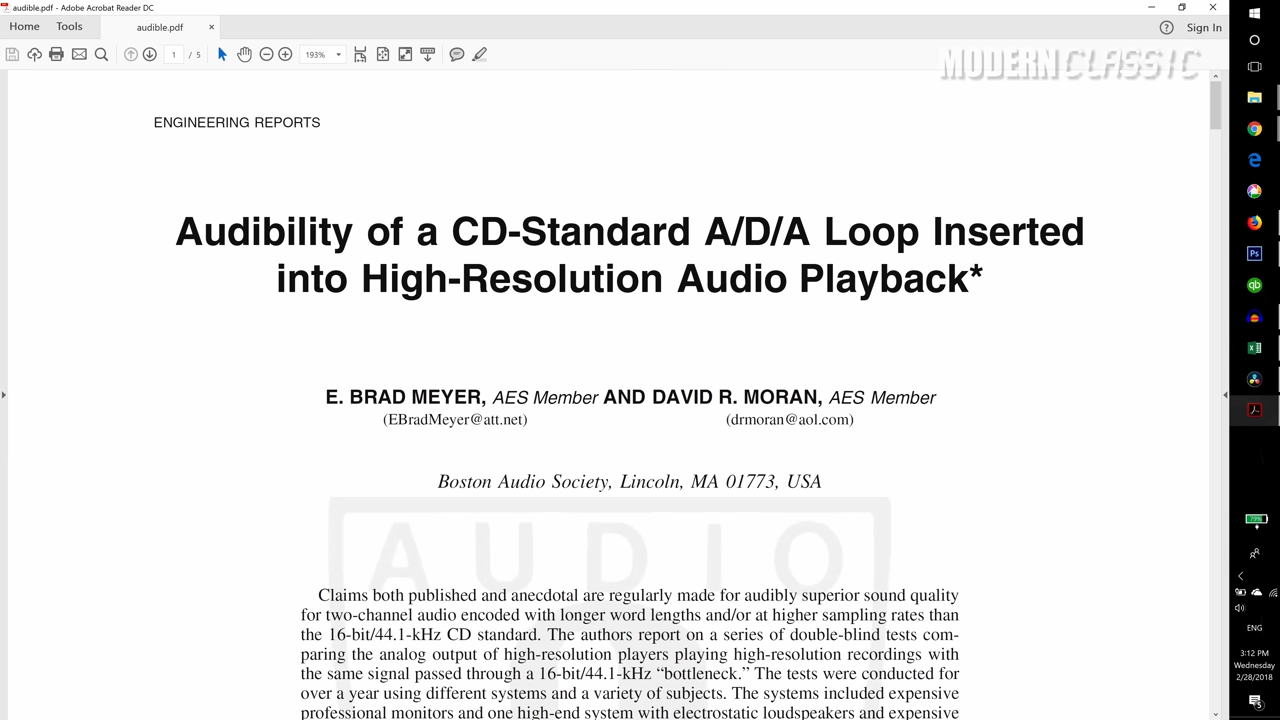 audible.pdf - Adobe Acrobat Reader DC
Home Tools audible.pdf × Sign In
1 / 5 193%
MODERN CLASSIC
ENGINEERING REPORTS
Audibility of a CD-Standard A/D/A Loop Inserted
into High-Resolution Audio Playback*
E. BRAD MEYER, AES Member AND DAVID R. MORAN, AES Member
(EBradMeyer@att.net) (drmoran@aol.com)
Boston Audio Society, Lincoln, MA 01773, USA
AUDIO
Claims both published and anecdotal are regularly made for audibly superior sound quality
for two-channel audio encoded with longer word lengths and/or at higher sampling rates than
the 16-bit/44.1-kHz CD standard. The authors report on a series of double-blind tests com-
paring the analog output of high-resolution players playing high-resolution recordings with
the same signal passed through a 16-bit/44.1-kHz “bottleneck.” The tests were conducted for
over a year using different systems and a variety of subjects. The systems included expensive
professional monitors and one high-end system with electrostatic loudspeakers and expensive
Ps
qb
79%
ENG
3:12 PM
Wednesday
2/28/2018
5